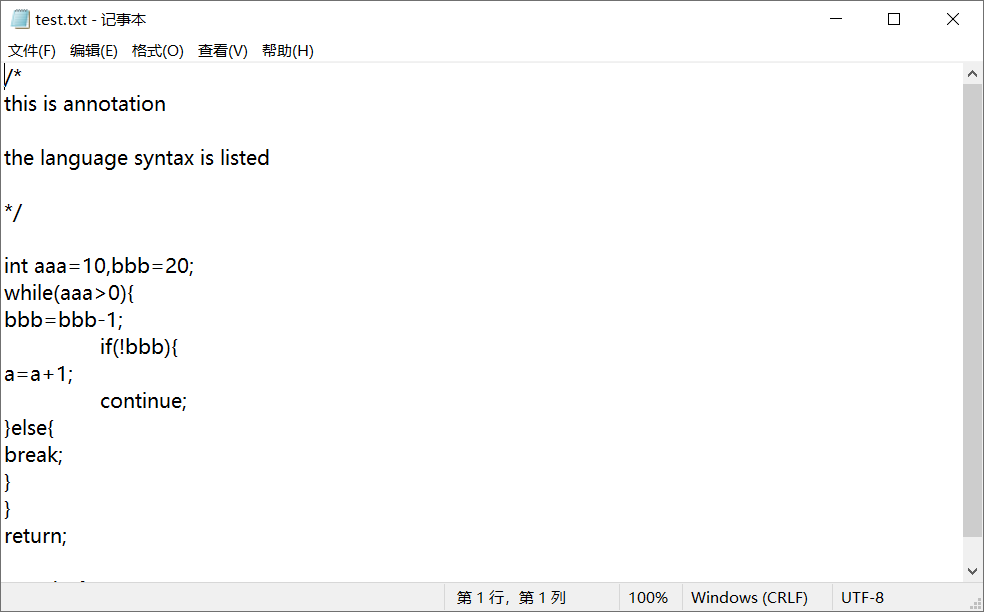 test.txt - 记事本
文件(F) 编辑(E) 格式(O) 查看(V) 帮助(H)
/*
this is annotation
the language syntax is listed
*/
int aaa=10,bbb=20;
while(aaa>0){
bbb=bbb-1;
if(!bbb){
a=a+1;
continue;
}else{
break;
}
}
return;
第 1 行，第 1 列 100% Windows (CRLF) UTF-8